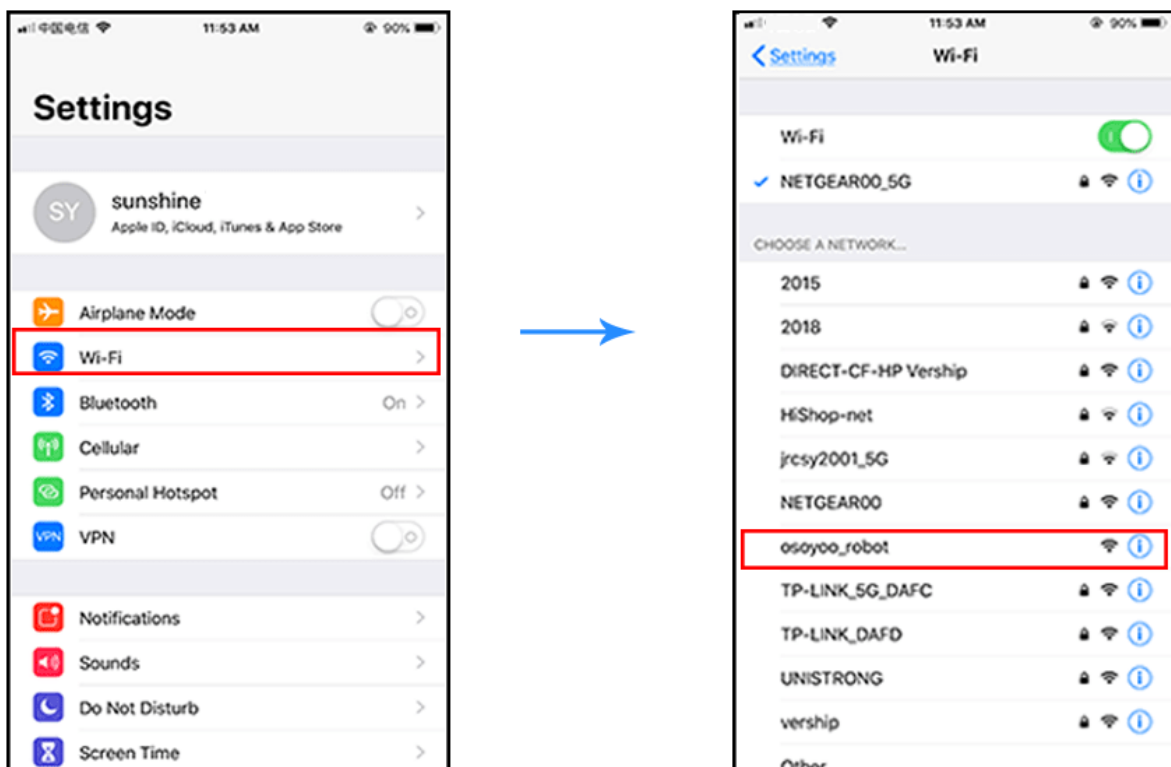 中国电信 11:53 AM 90%
Settings
SY
sunshine
Apple ID, iCloud, iTunes & App Store
Airplane Mode
Wi-Fi
Bluetooth On
Cellular
Personal Hotspot Off
VPN VPN
Notifications
Sounds
Do Not Disturb
Screen Time
11:53 AM 90%
Settings Wi-Fi
Wi-Fi
NETGEAR00_5G
CHOOSE A NETWORK...
2015
2018
DIRECT-CF-HP Vership
HiShop-net
jrcsy2001_5G
NETGEAR00
osoyoo_robot
TP-LINK_5G_DAFC
TP-LINK_DAFD
UNISTRONG
vership
Other